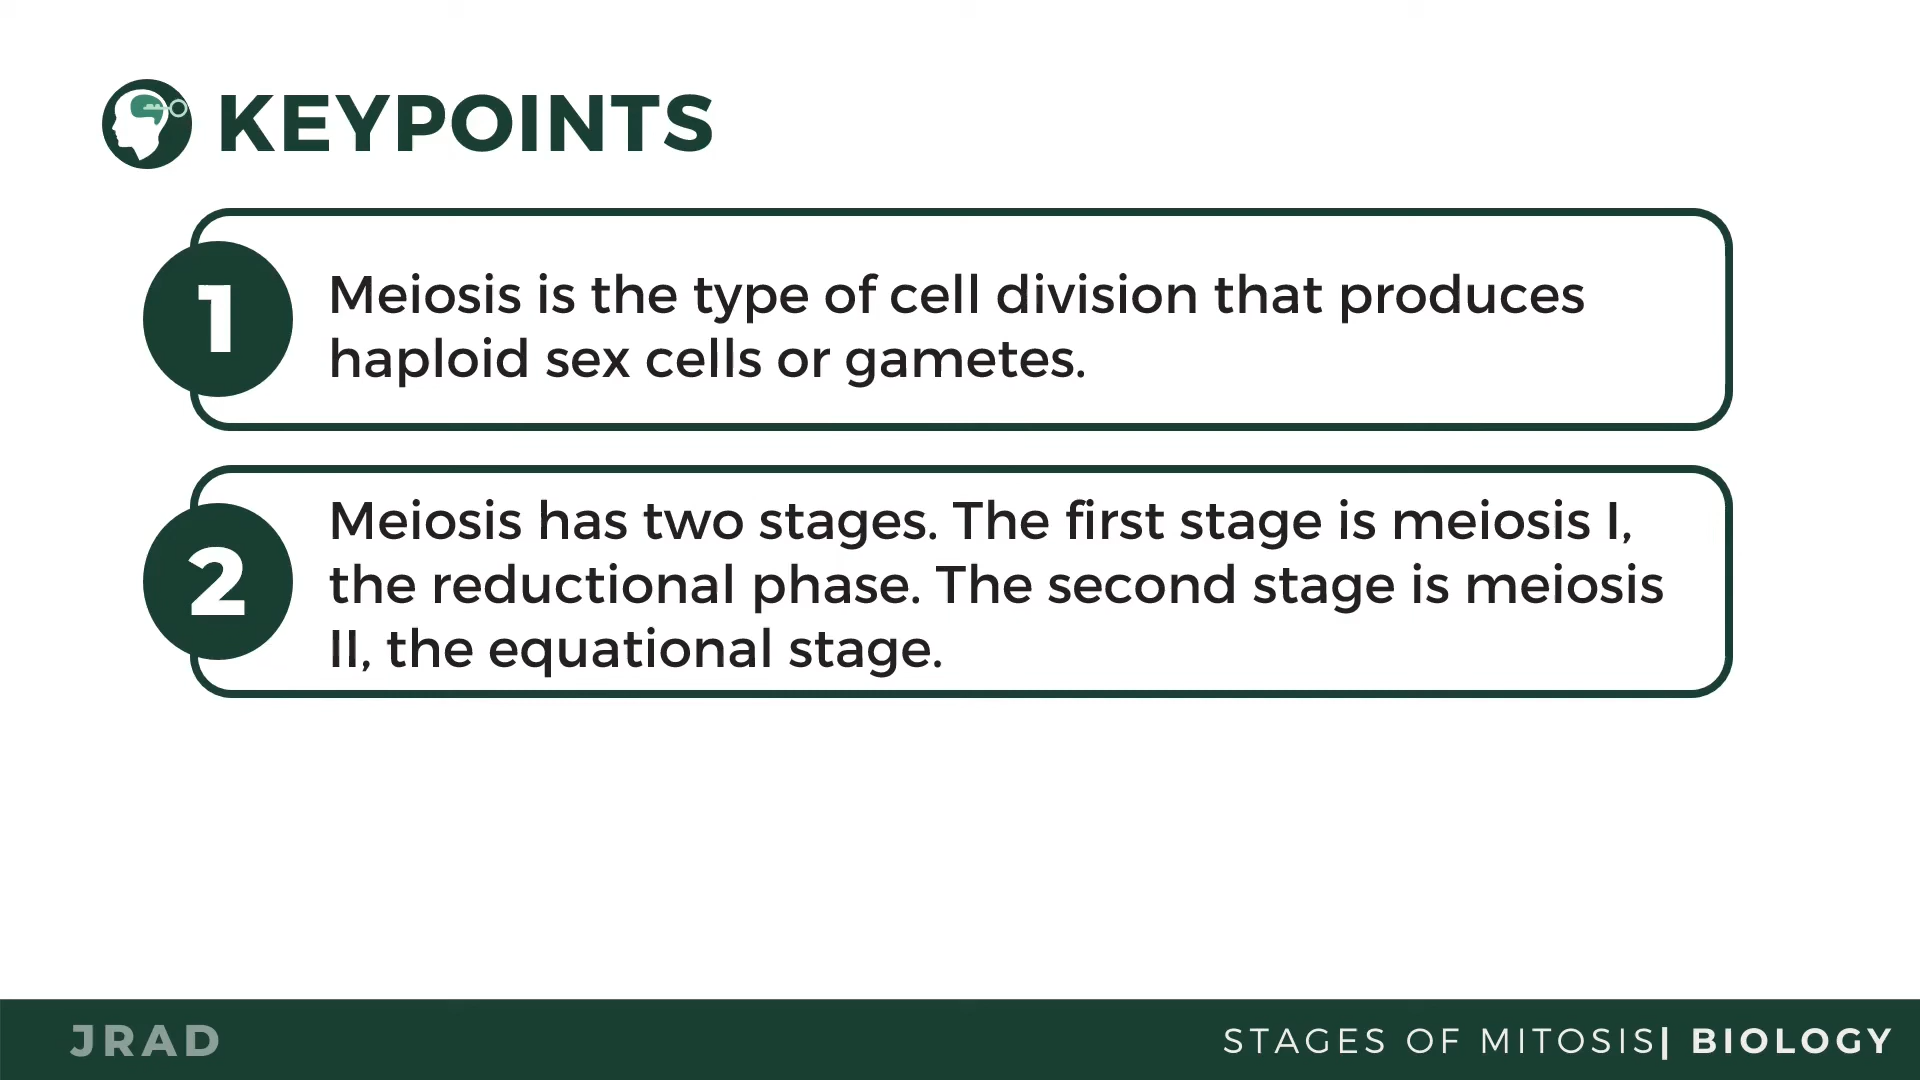 KEYPOINTS
1
Meiosis is the type of cell division that produces
haploid sex cells or gametes.
2
Meiosis has two stages. The first stage is meiosis I,
the reductional phase. The second stage is meiosis
II, the equational stage.
JRAD
STAGES OF MITOSIS| BIOLOGY